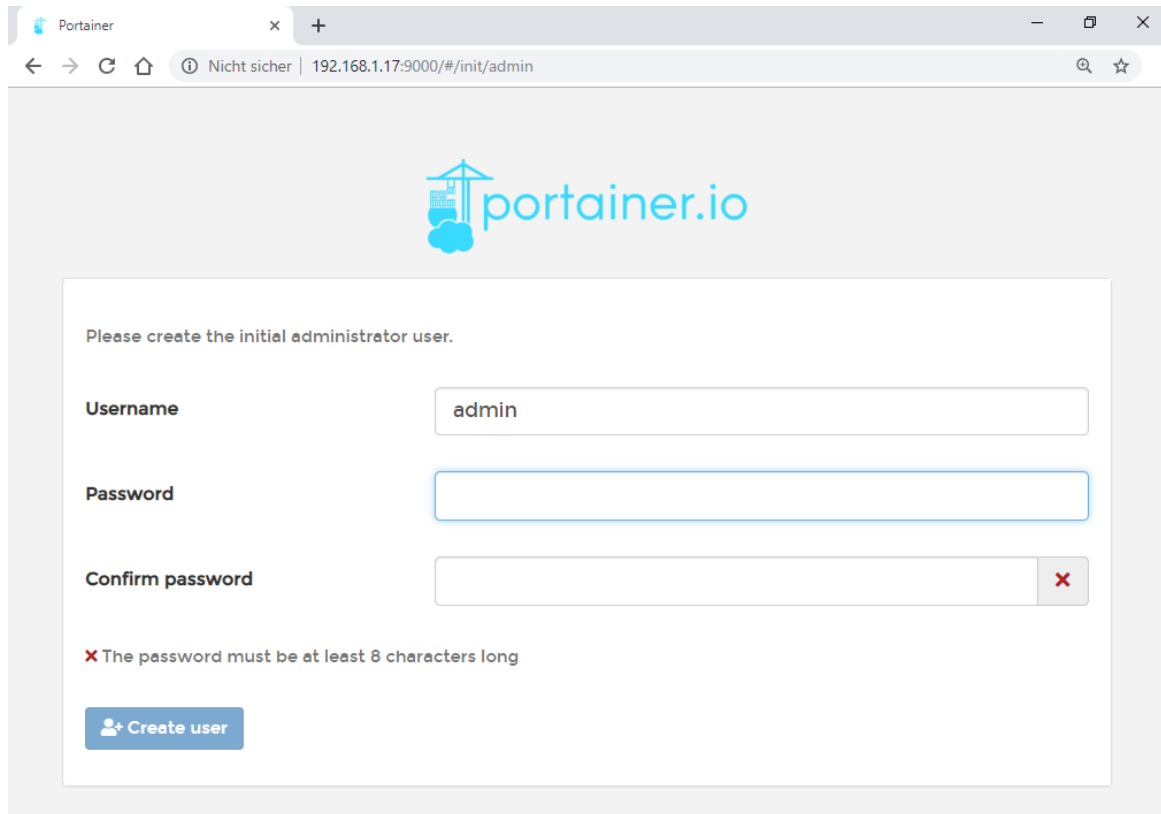 Portainer
Nicht sicher | 192.168.1.17:9000/#/init/admin
portainer.io
Please create the initial administrator user.
Username
admin
Password
Confirm password
The password must be at least 8 characters long
Create user